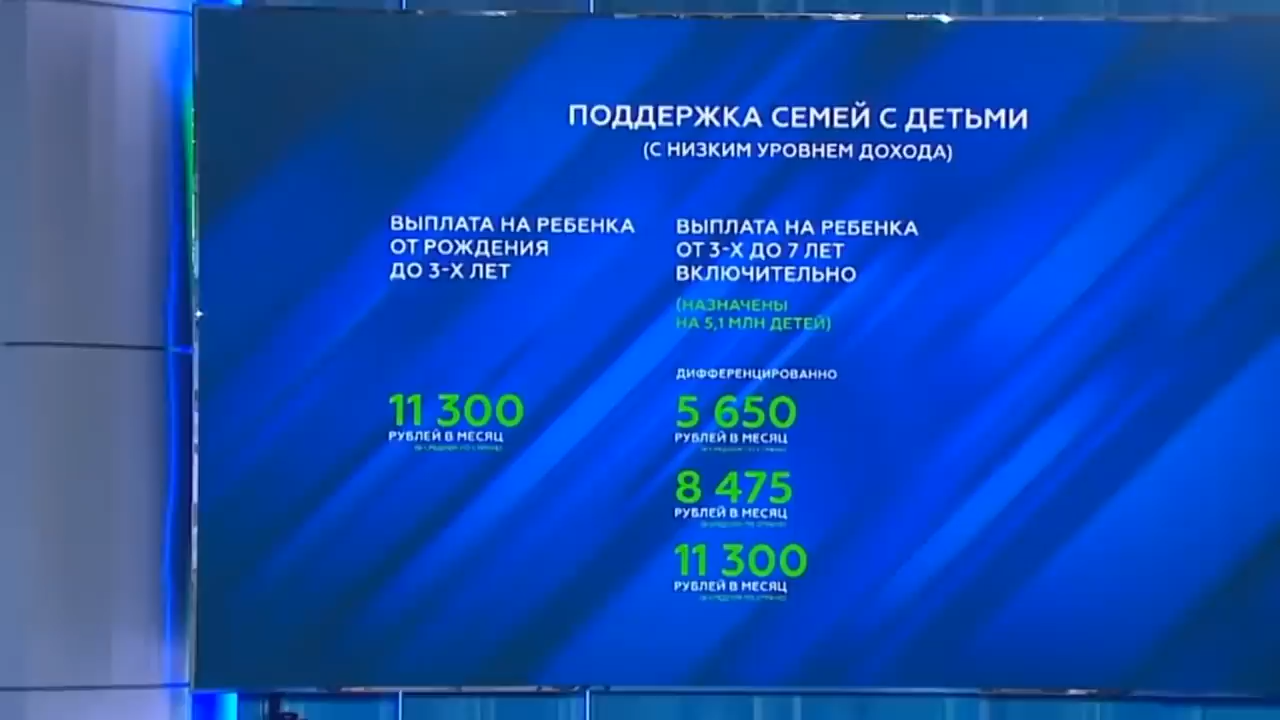 ПОДДЕРЖКА СЕМЕЙ С ДЕТЬМИ
(С НИЗКИМ УРОВНЕМ ДОХОДА)
ВЫПЛАТА НА РЕБЕНКА
ОТ РОЖДЕНИЯ
ДО 3-Х ЛЕТ
11 300
РУБЛЕЙ В МЕСЯЦ
ВЫПЛАТА НА РЕБЕНКА
ОТ 3-Х ДО 7 ЛЕТ
ВКЛЮЧИТЕЛЬНО
(НАЗНАЧЕНЫ
НА 5,1 МЛН ДЕТЕЙ)
ДИФФЕРЕНЦИРОВАННО
5 650
РУБЛЕЙ В МЕСЯЦ
8 475
РУБЛЕЙ В МЕСЯЦ
11 300
РУБЛЕЙ В МЕСЯЦ